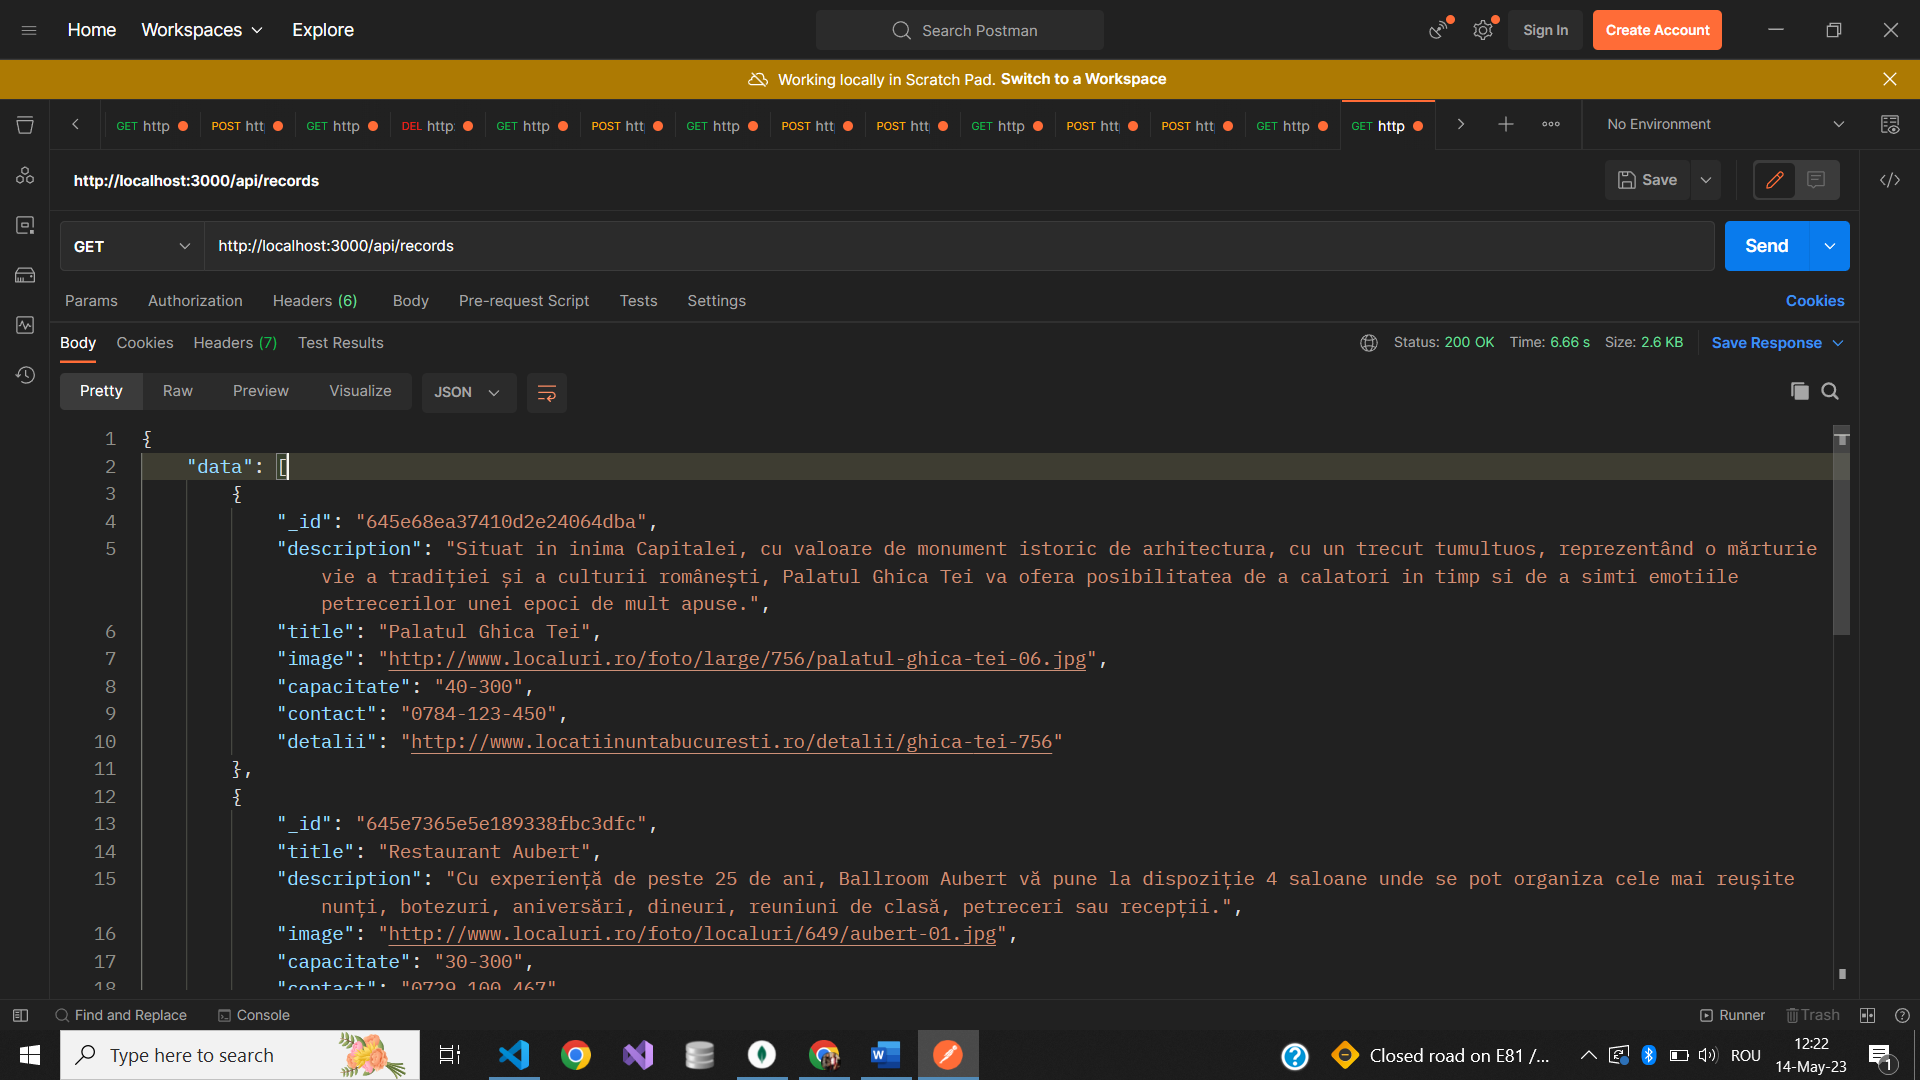 Home Workspaces Explore Search Postman Sign In Create Account
Working locally in Scratch Pad. Switch to a Workspace
GET http POST htt GET http DEL http GET http POST htt GET http POST htt POST htt GET http POST htt POST htt GET http GET http No Environment
http://localhost:3000/api/records Save
GET http://localhost:3000/api/records Send
Params Authorization Headers (6) Body Pre-request Script Tests Settings Cookies
Body Cookies Headers (7) Test Results Status: 200 OK Time: 6.66 s Size: 2.6 KB Save Response
Pretty Raw Preview Visualize JSON
1 {
2 "data": [
3 {
4 "_id": "645e68ea37410d2e24064dba",
5 "description": "Situat in inima Capitalei, cu valoare de monument istoric de arhitectura, cu un trecut tumultuos, reprezentând o mărturie
vie a tradiției și a culturii românești, Palatul Ghica Tei va ofera posibilitatea de a calatori in timp si de a simti emotiile
petrecerilor unei epoci de mult apuse.",
6 "title": "Palatul Ghica Tei",
7 "image": "http://www.localuri.ro/foto/large/756/palatul-ghica-tei-06.jpg",
8 "capacitate": "40-300",
9 "contact": "0784-123-450",
10 "detalii": "http://www.locatiinuntabucuresti.ro/detalii/ghica-tei-756"
11 },
12 {
13 "_id": "645e7365e5e189338fbc3dfc",
14 "title": "Restaurant Aubert",
15 "description": "Cu experiență de peste 25 de ani, Ballroom Aubert vă pune la dispoziție 4 saloane unde se pot organiza cele mai reușite
nunți, botezuri, aniversări, dineuri, reuniuni de clasă, petreceri sau recepții.",
16 "image": "http://www.localuri.ro/foto/localuri/649/aubert-01.jpg",
17 "capacitate": "30-300",
18 "contact": "0729 100 467"
Find and Replace Console Runner Trash
Type here to search Closed road on E81 /... ROU 12:22
14-May-23 1